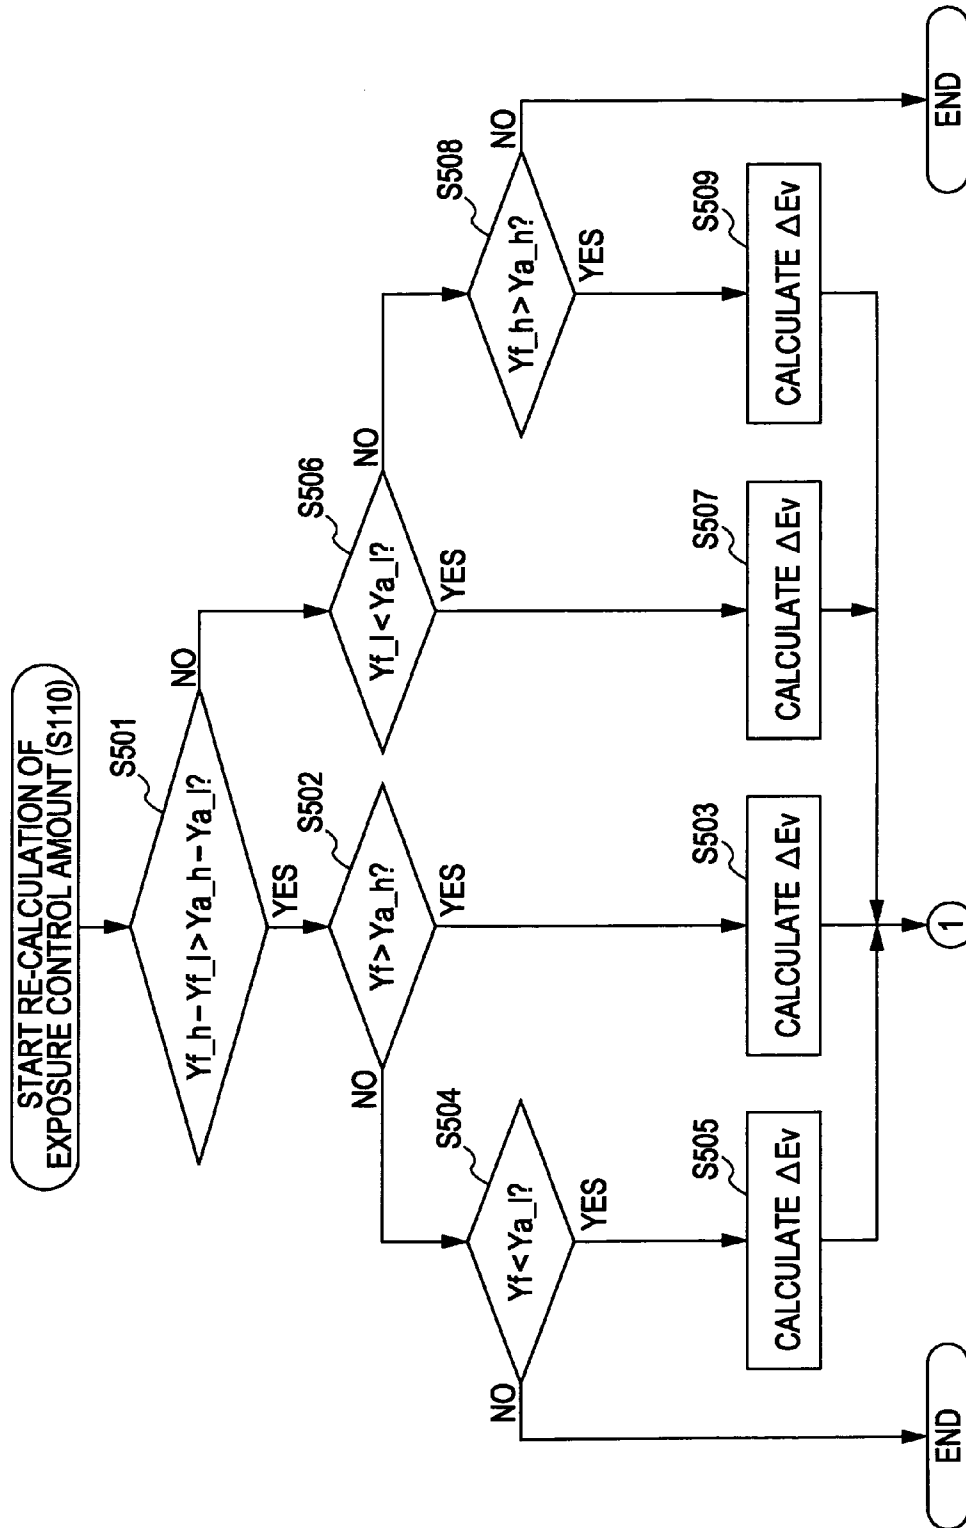 START RE-CALCULATION OF
EXPOSURE CONTROL AMOUNT (S110)
S501
Yf_h−Yf_l>Ya_h−Ya_l?
NO
YES
S502
Yf>Ya_h?
NO
YES
S506
Yf_l<Ya_l?
NO
YES
S504
Yf<Ya_l?
NO
YES
S508
Yf_h>Ya_h?
NO
YES
S505
CALCULATE ΔEv
S503
CALCULATE ΔEv
S507
CALCULATE ΔEv
S509
CALCULATE ΔEv
END
1
END